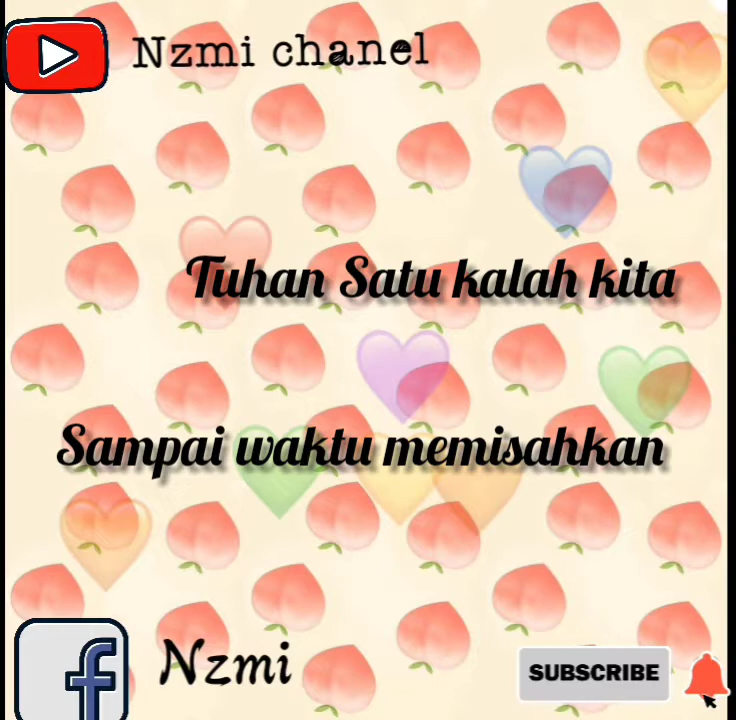 Nzmi chanel
Tuhan Satu kalah kita
Sampai waktu memisahkan
Nzmi
SUBSCRIBE